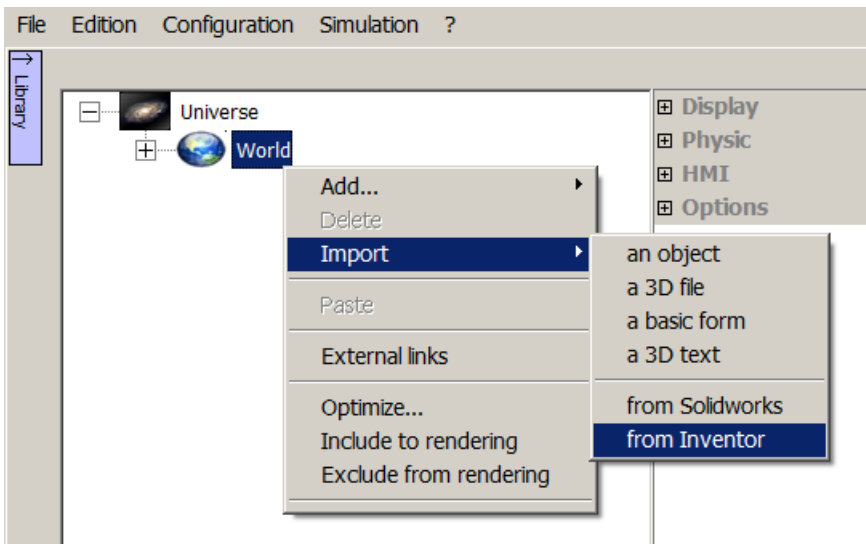 File Edition Configuration Simulation ?
Library
Universe
World
Display
Physic
HMI
Options
Add...
Delete
Import
Paste
External links
Optimize...
Include to rendering
Exclude from rendering
an object
a 3D file
a basic form
a 3D text
from Solidworks
from Inventor